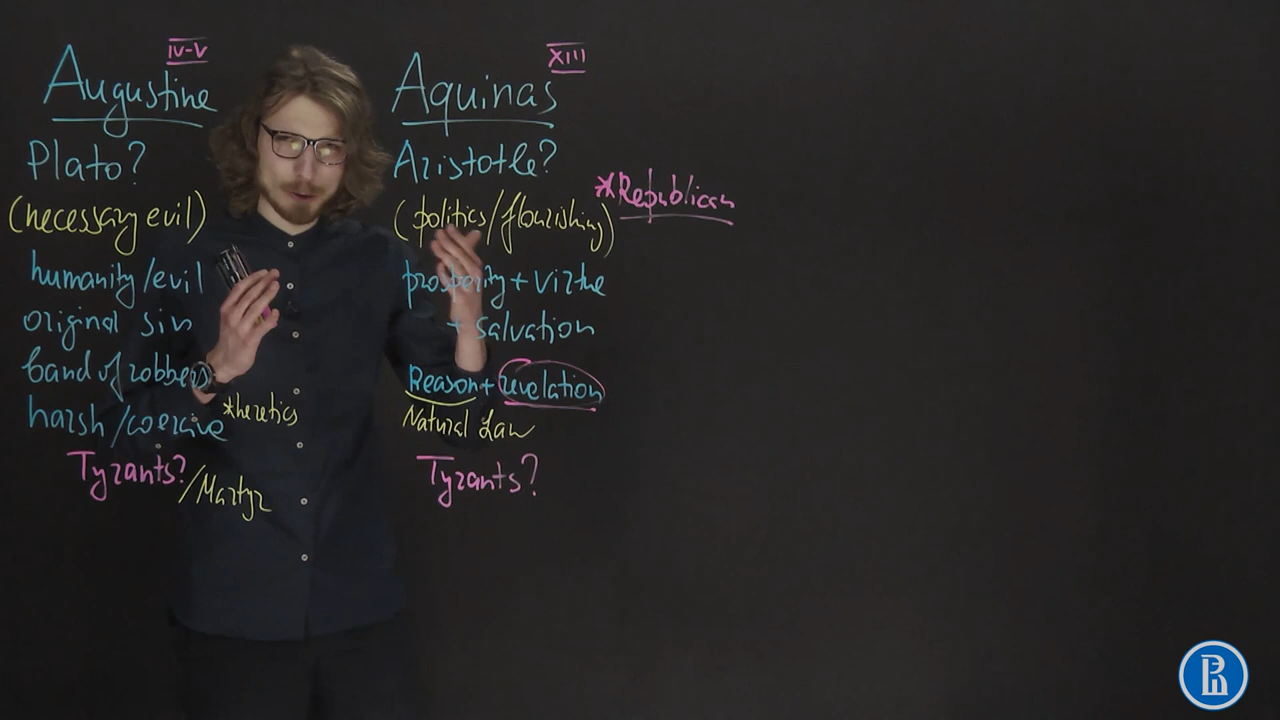 IV-V
Augustine
Plato?
(necessary evil)
humanity/evil
original sin
band of robbers
harsh/coercive
*heretics
Tyrants?
/Martyr
XIII
Aquinas
Aristotle?
(politics/flourishing)
*Republican
prosperity + virtue
+ salvation
Reason + revelation
Natural Law
Tyrants?